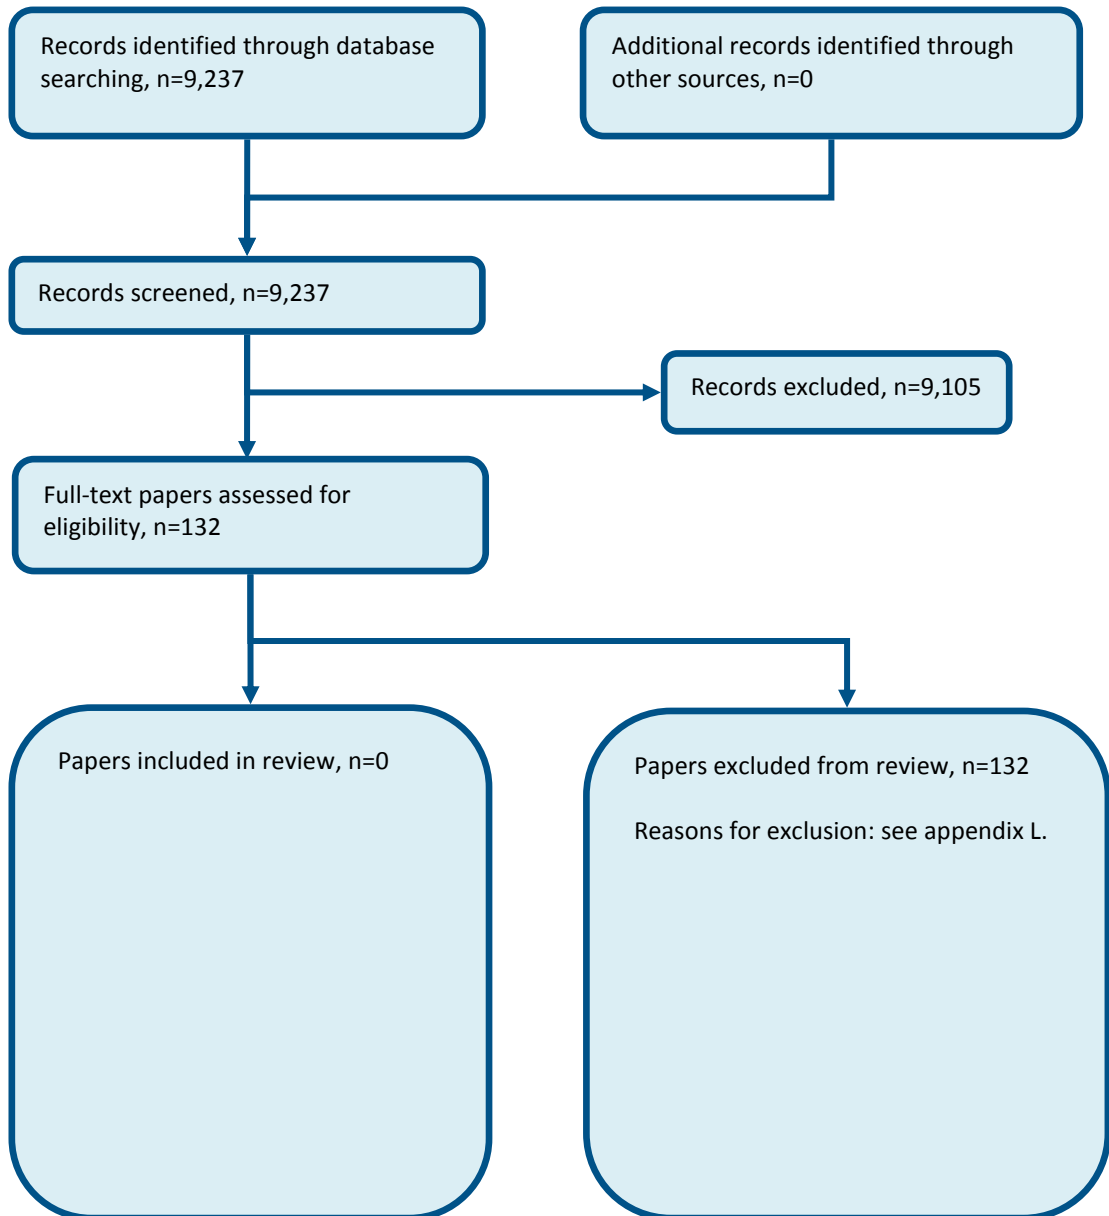 Records identified through database
searching, n=9,237
Additional records identified through
other sources, n=0
Records screened, n=9,237
Records excluded, n=9,105
Full-text papers assessed for
eligibility, n=132
Papers included in review, n=0
Papers excluded from review, n=132
Reasons for exclusion: see appendix L.